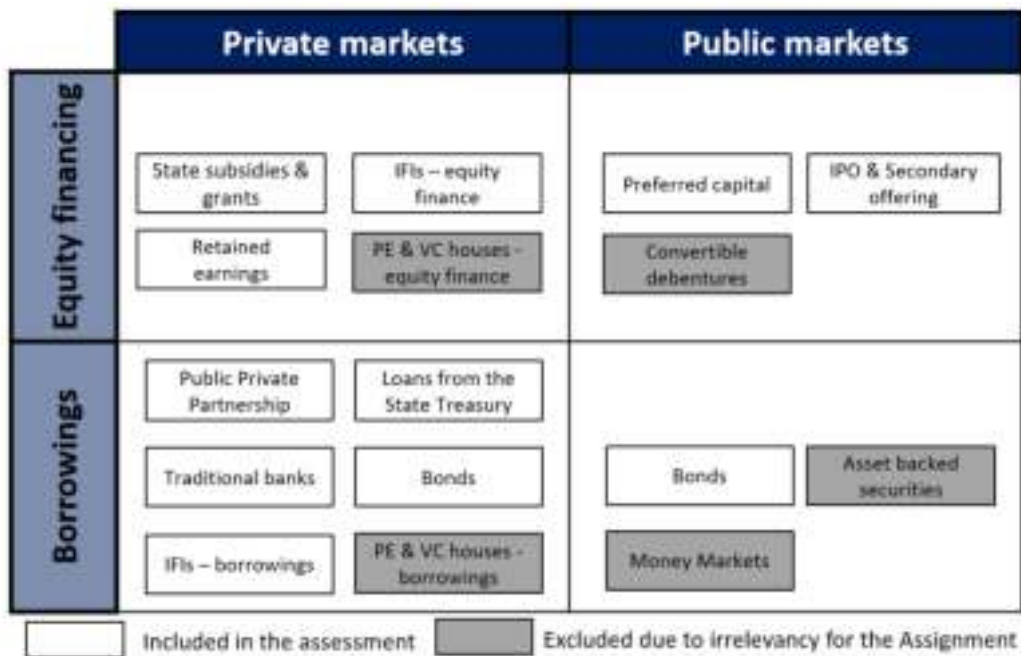 Private markets
Public markets
Equity financing
State subsidies &
grants
IFIs – equity
finance
Preferred capital
IPO & Secondary
offering
Retained
earnings
PE & VC houses -
equity finance
Convertible
debentures
Borrowings
Public Private
Partnership
Loans from the
State Treasury
Traditional banks
Bonds
Bonds
Asset backed
securities
IFIs – borrowings
PE & VC houses -
borrowings
Money Markets
Included in the assessment
Excluded due to irrelevancy for the Assignment